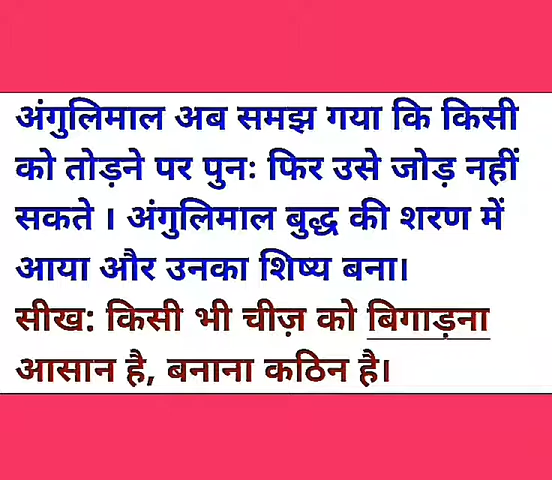 अंगुलिमाल अब समझ गया कि किसी
को तोड़ने पर पुनः फिर उसे जोड़ नहीं
सकते । अंगुलिमाल बुद्ध की शरण में
आया और उनका शिष्य बना।
सीख: किसी भी चीज़ को बिगाड़ना
आसान है, बनाना कठिन है।